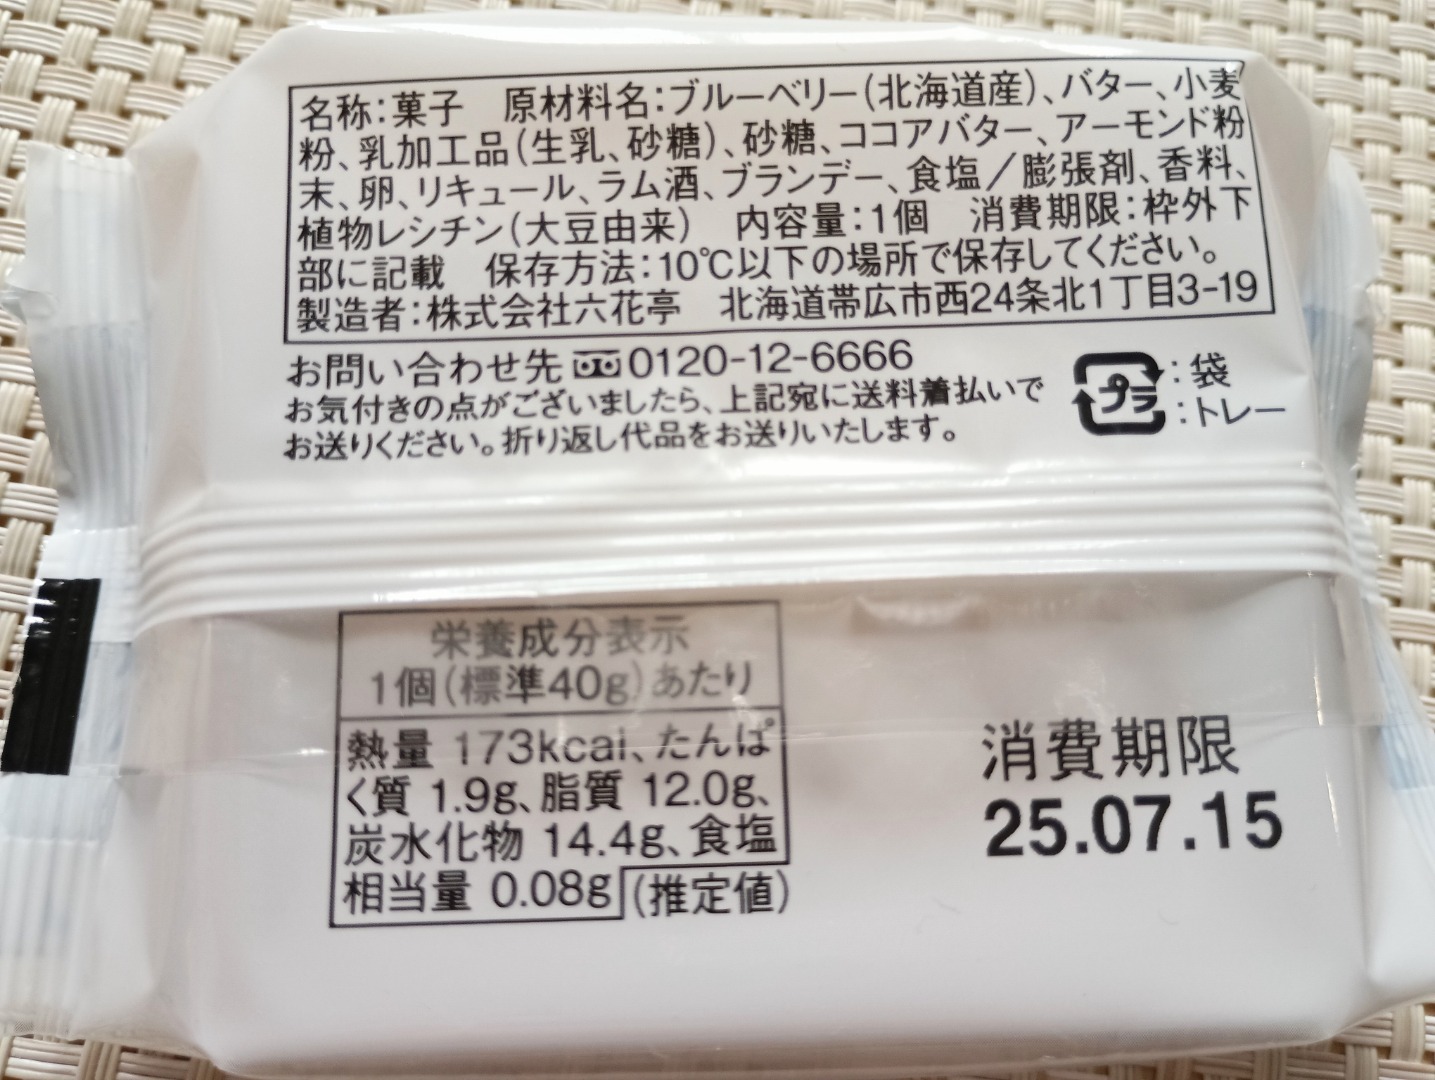 名称：菓子　原材料名：ブルーベリー（北海道産）、バター、小麦
粉、乳加工品（生乳、砂糖）、砂糖、ココアバター、アーモンド粉
末、卵、リキュール、ラム酒、ブランデー、食塩／膨張剤、香料、
植物レシチン（大豆由来）　内容量：1個　消費期限：枠外下
部に記載　保存方法：10℃以下の場所で保存してください。
製造者：株式会社六花亭　北海道帯広市西24条北1丁目3-19
お問い合わせ先 0120-12-6666
お気付きの点がございましたら、上記宛に送料着払いで
お送りください。折り返し代品をお送りいたします。
プラ：袋
：トレー
栄養成分表示
1個（標準40g）あたり
熱量 173kcal、たんぱ
く質 1.9g、脂質 12.0g、
炭水化物 14.4g、食塩
相当量 0.08g（推定値）
消費期限
25.07.15